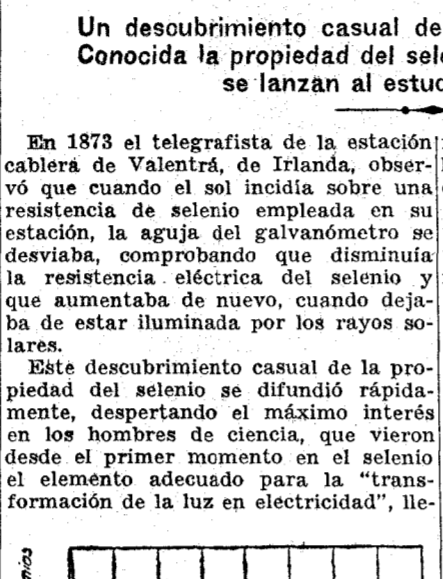 Un descubrimiento casual de
Conocida la propiedad del sel
se lanzan al estud
En 1873 el telegrafista de la estación
cablera de Valentrá, de Irlanda, obser-
vó que cuando el sol incidía sobre una
resistencia de selenio empleada en su
estación, la aguja del galvanómetro se
desviaba, comprobando que disminuía
la resistencia eléctrica del selenio y
que aumentaba de nuevo, cuando deja-
ba de estar iluminada por los rayos so-
lares.
Este descubrimiento casual de la pro-
piedad del selenio se difundió rápida-
mente, despertando el máximo interés
en los hombres de ciencia, que vieron
desde el primer momento en el selenio
el elemento adecuado para la "trans-
formación de la luz en electricidad", lle-